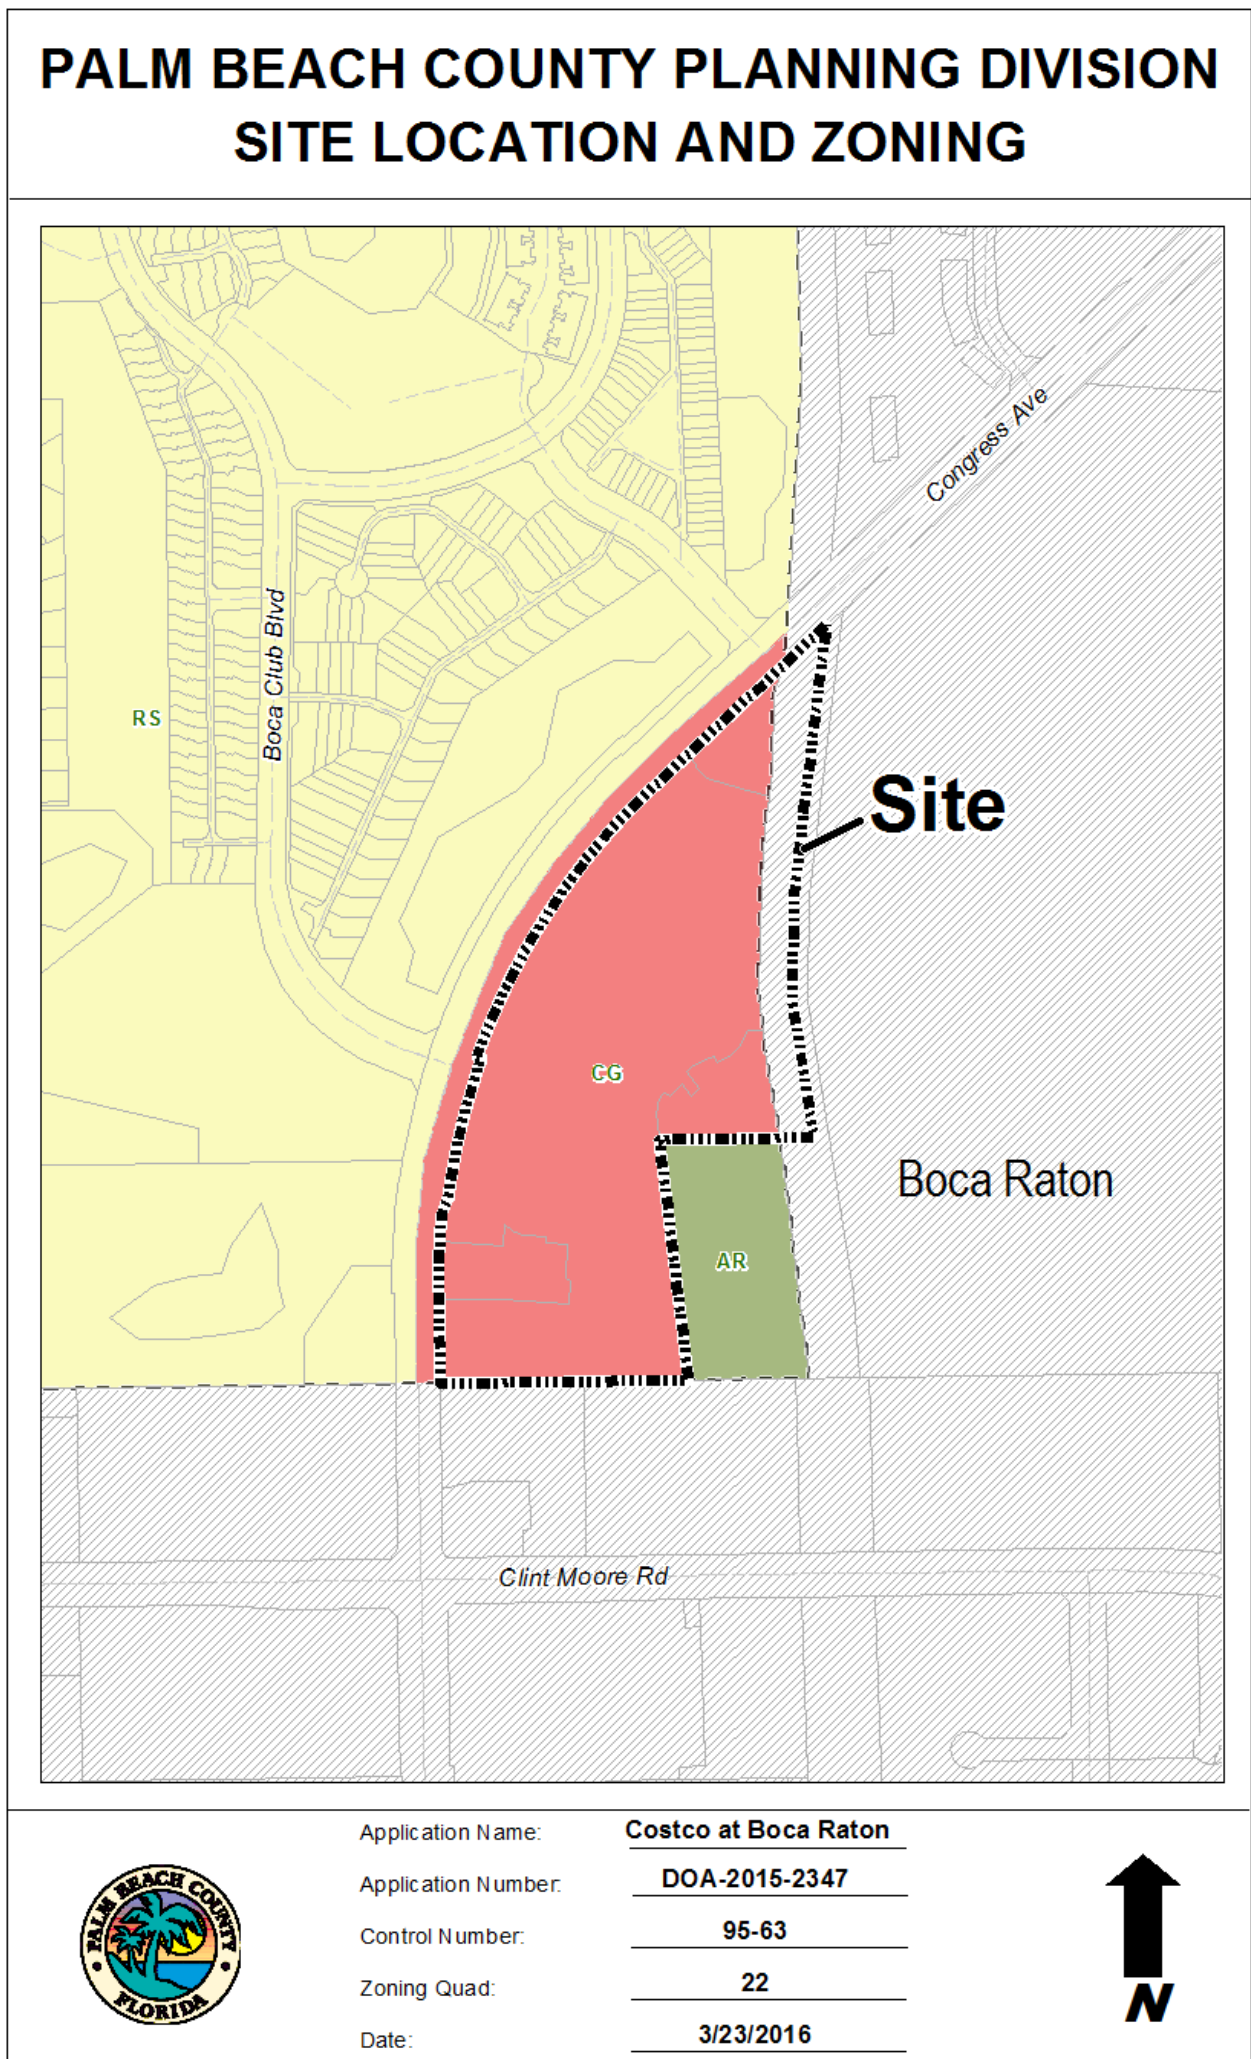 PALM BEACH COUNTY PLANNING DIVISION
SITE LOCATION AND ZONING
Congress Ave
Boca Club Blvd
RS
Site
CG
Boca Raton
AR
Clint Moore Rd
Application Name: Costco at Boca Raton
Application Number: DOA-2015-2347
Control Number: 95-63
Zoning Quad: 22
Date: 3/23/2016
PALM BEACH COUNTY
FLORIDA
N